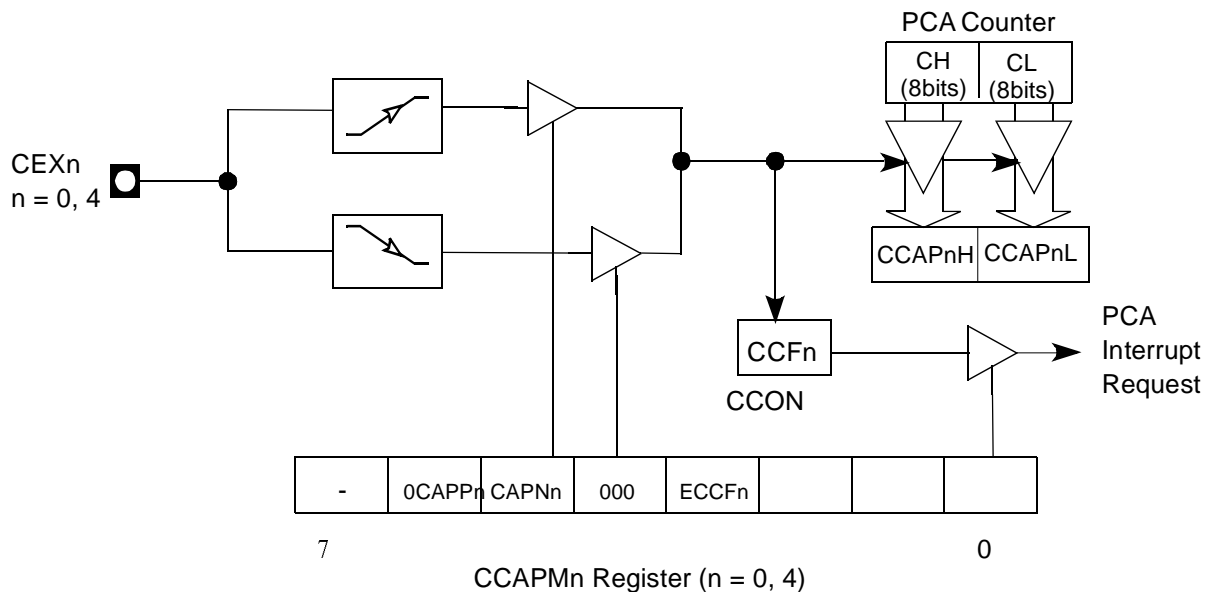 PCA Counter
CH
(8bits)
CL
(8bits)
CEXn
n = 0, 4
CCAPnH
CCAPnL
CCFn
CCON
PCA
Interrupt
Request
-
0CAPPn
CAPNn
000
ECCFn
7
0
CCAPMn Register (n = 0, 4)